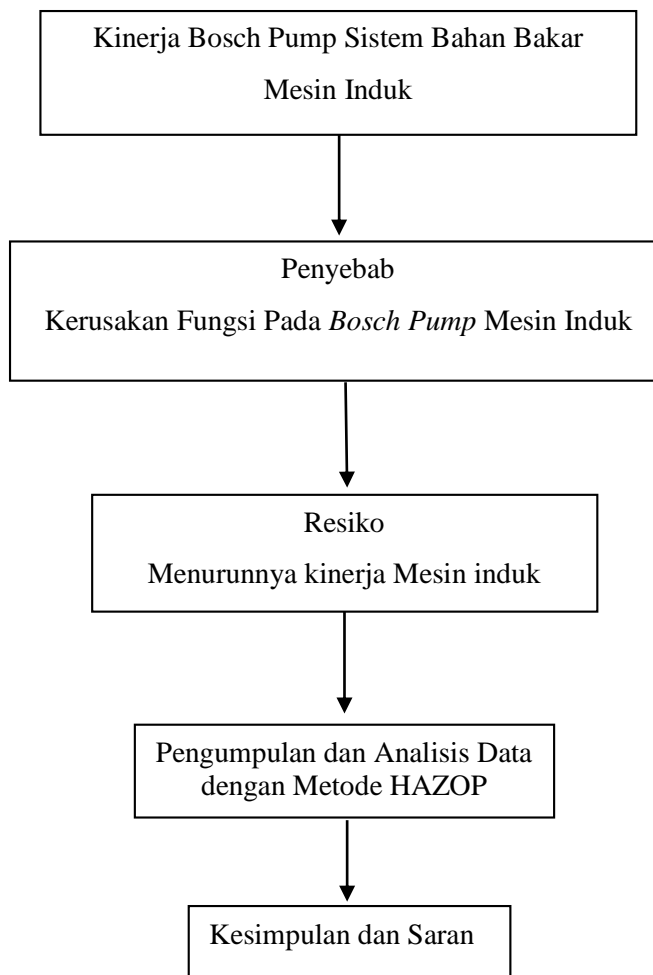 Kinerja Bosch Pump Sistem Bahan Bakar
Mesin Induk
Penyebab
Kerusakan Fungsi Pada Bosch Pump Mesin Induk
Resiko
Menurunnya kinerja Mesin induk
Pengumpulan dan Analisis Data
dengan Metode HAZOP
Kesimpulan dan Saran